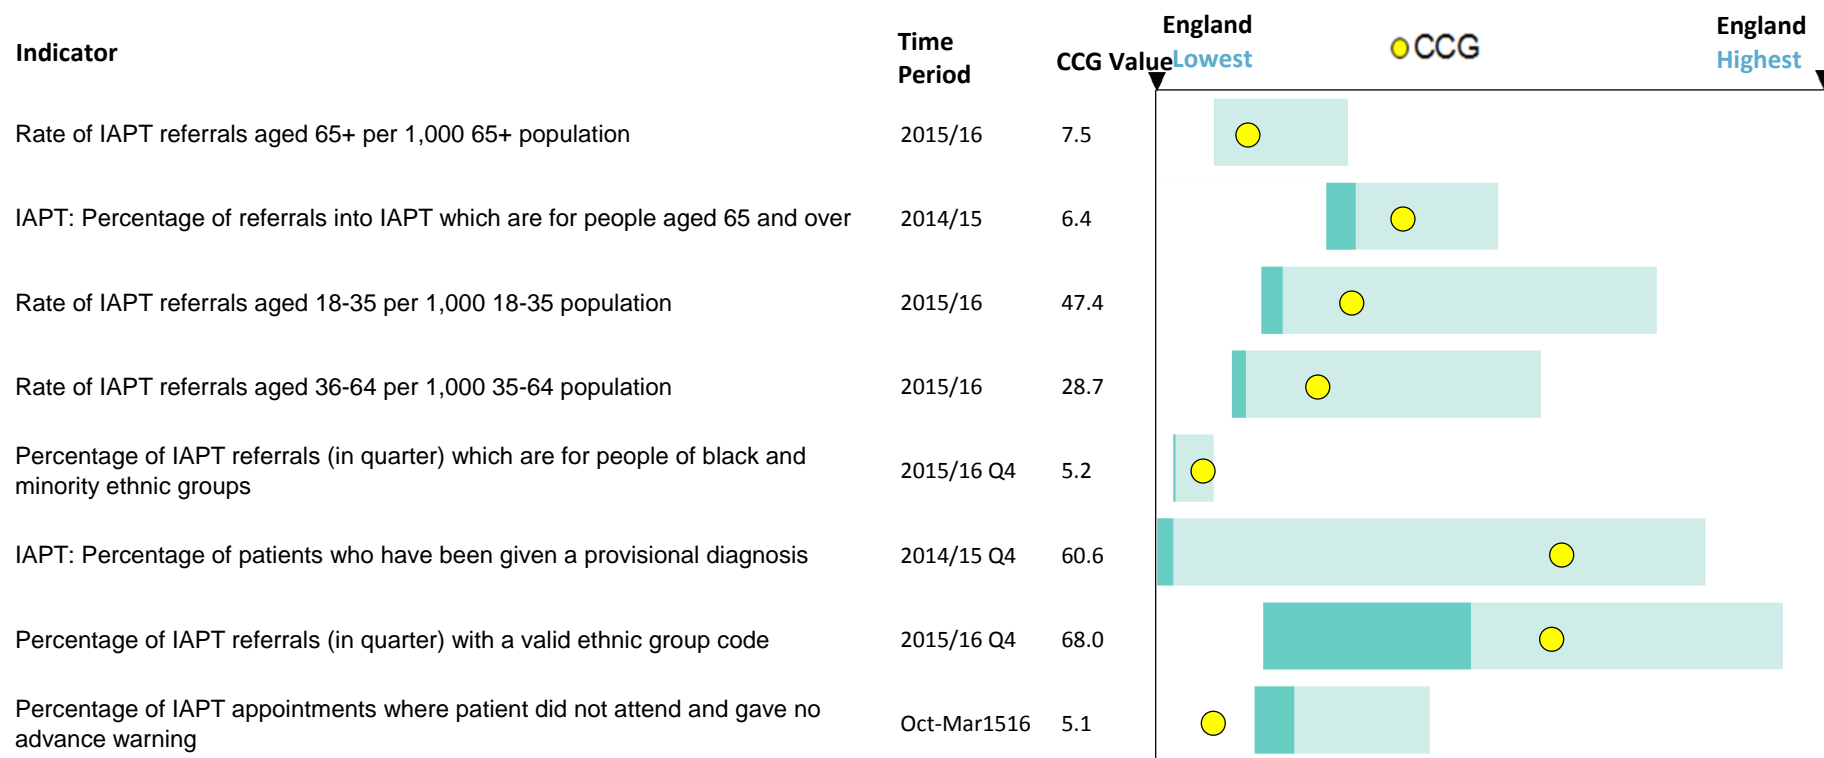 Indicator
Time Period
CCG Value
England Lowest
CCG
England Highest
Rate of IAPT referrals aged 65+ per 1,000 65+ population 2015/16 7.5
IAPT: Percentage of referrals into IAPT which are for people aged 65 and over 2014/15 6.4
Rate of IAPT referrals aged 18-35 per 1,000 18-35 population 2015/16 47.4
Rate of IAPT referrals aged 36-64 per 1,000 35-64 population 2015/16 28.7
Percentage of IAPT referrals (in quarter) which are for people of black and
minority ethnic groups 2015/16 Q4 5.2
IAPT: Percentage of patients who have been given a provisional diagnosis 2014/15 Q4 60.6
Percentage of IAPT referrals (in quarter) with a valid ethnic group code 2015/16 Q4 68.0
Percentage of IAPT appointments where patient did not attend and gave no
advance warning Oct-Mar1516 5.1